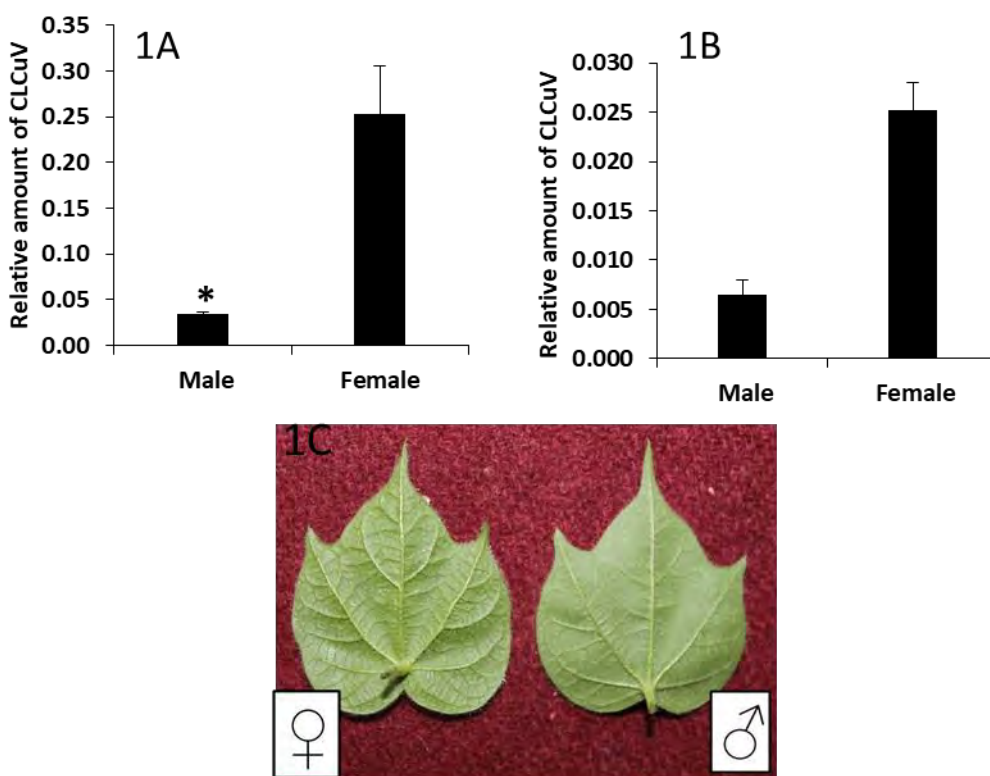 1A
Relative amount of CLCuV
0.35
0.30
0.25
0.20
0.15
0.10
0.05
0.00
*
Male
Female
1B
Relative amount of CLCuV
0.030
0.025
0.020
0.015
0.010
0.005
0.000
Male
Female
1C
♀
♂